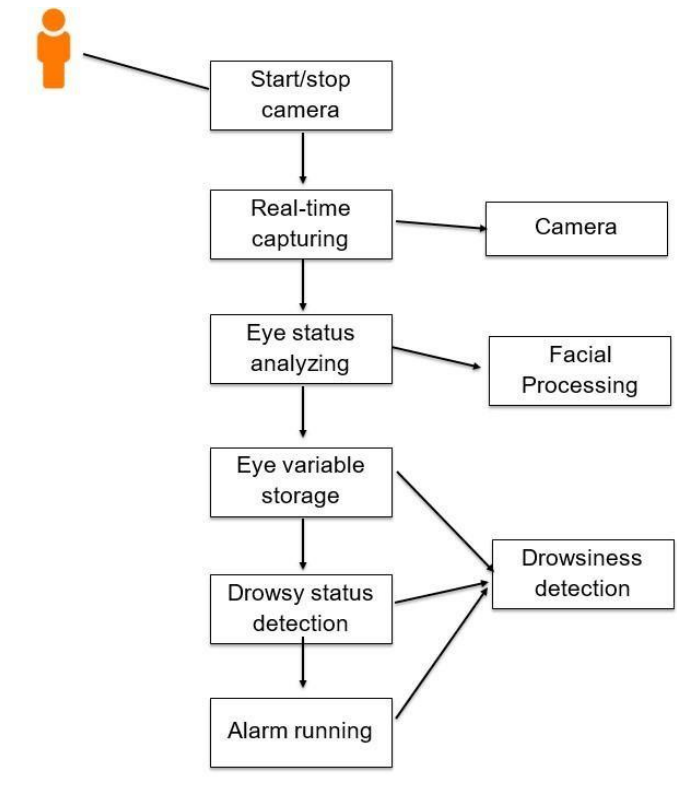 Start/stop
camera
Real-time
capturing
Camera
Eye status
analyzing
Facial
Processing
Eye variable
storage
Drowsiness
detection
Drowsy status
detection
Alarm running